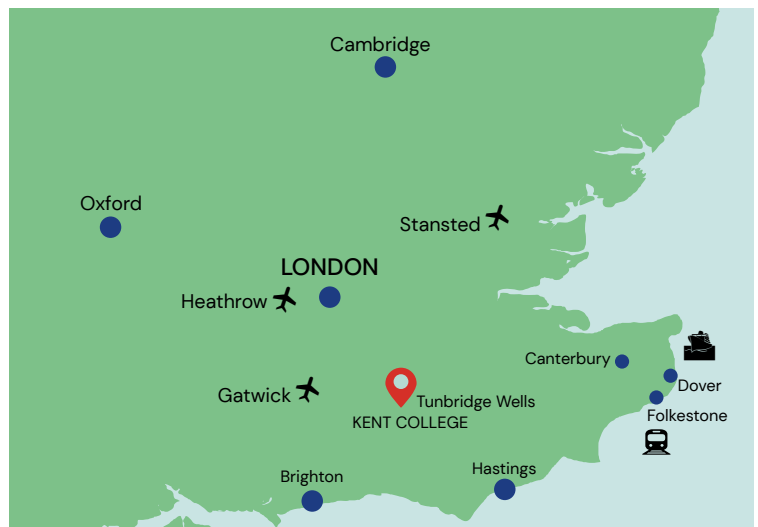 Cambridge
Oxford
Stansted
LONDON
Heathrow
Canterbury
Dover
Gatwick
Tunbridge Wells
Folkestone
KENT COLLEGE
Hastings
Brighton